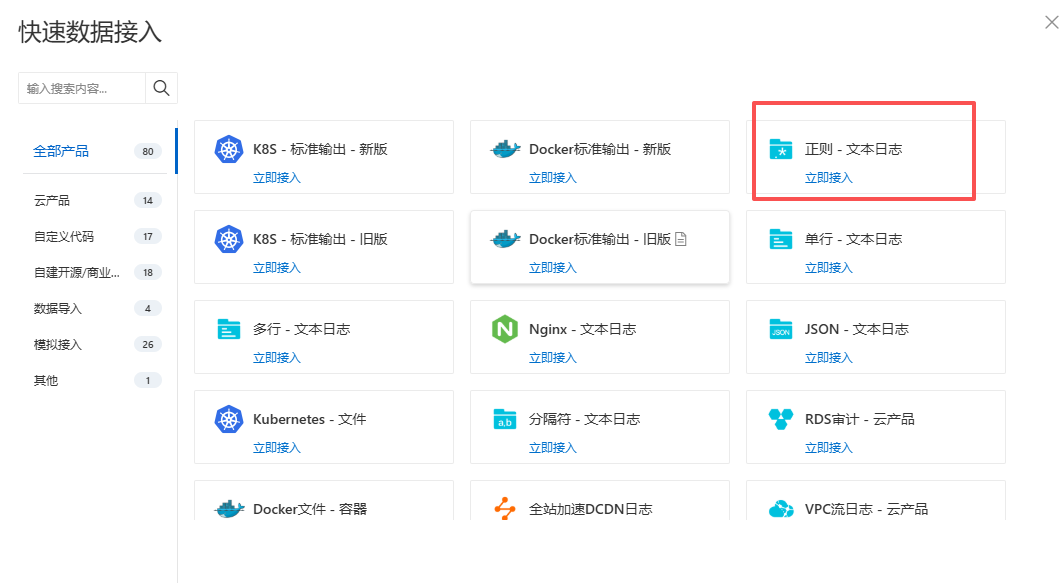 快速数据接入
输入搜索内容...
全部产品 80
云产品 14
自定义代码 17
自建开源/商业... 18
数据导入 4
模拟接入 26
其他 1
K8S - 标准输出 - 新版
立即接入
Docker标准输出 - 新版
立即接入
正则 - 文本日志
立即接入
K8S - 标准输出 - 旧版
立即接入
Docker标准输出 - 旧版
立即接入
单行 - 文本日志
立即接入
多行 - 文本日志
立即接入
Nginx - 文本日志
立即接入
JSON
JSON - 文本日志
立即接入
Kubernetes - 文件
立即接入
a,b
分隔符 - 文本日志
立即接入
RDS审计 - 云产品
立即接入
Docker文件 - 容器
全站加速DCDN日志
VPC流日志 - 云产品